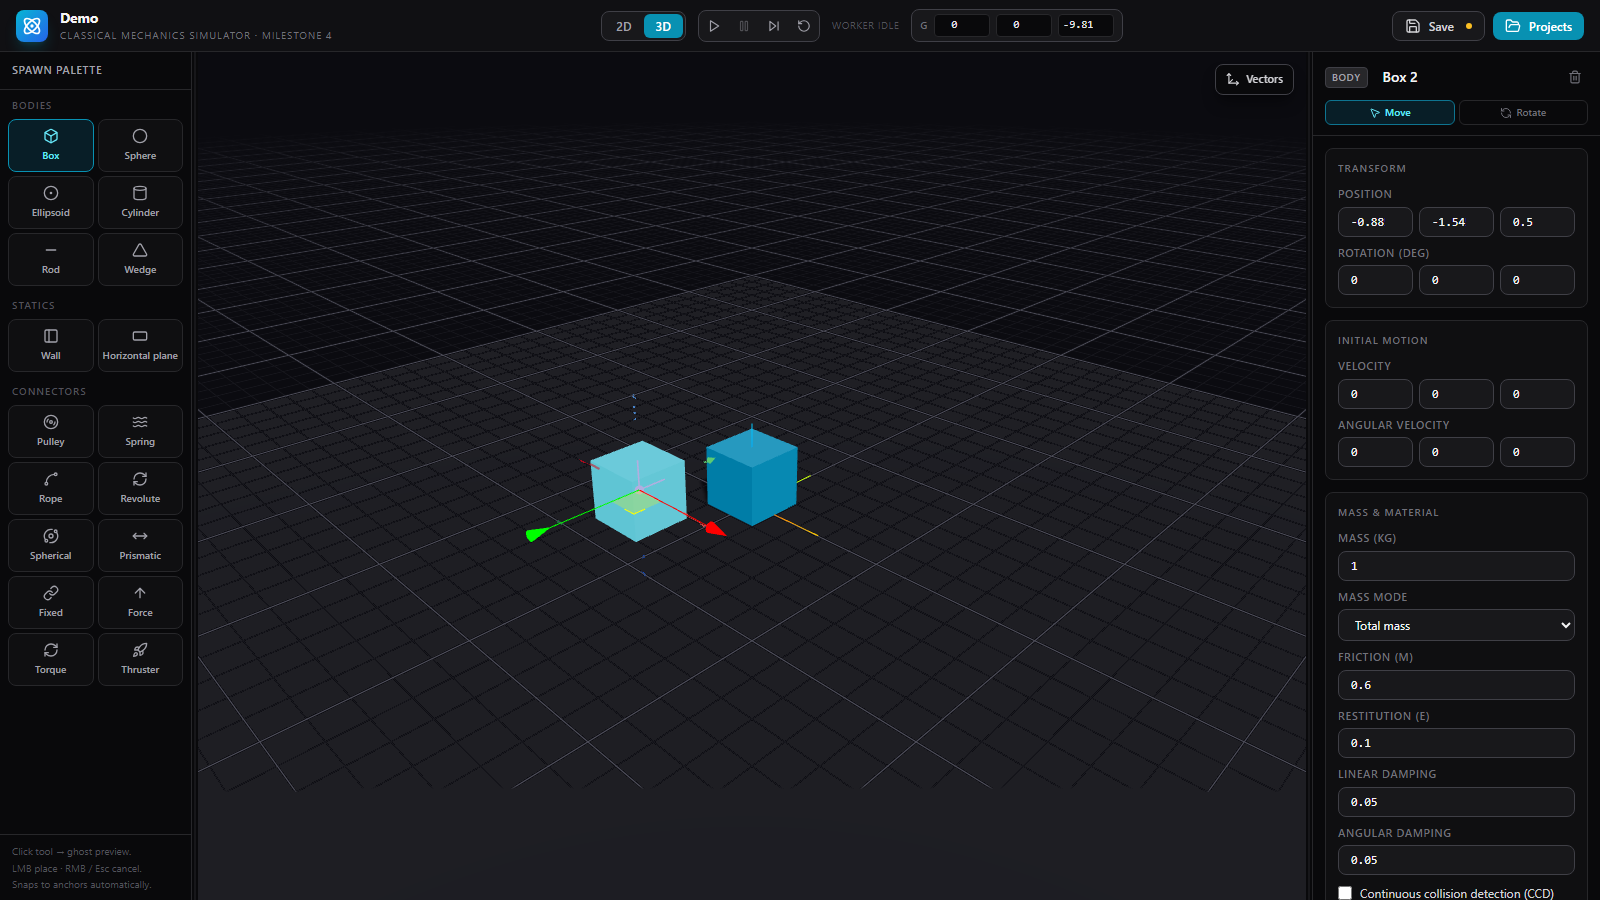 Demo
CLASSICAL MECHANICS SIMULATOR · MILESTONE 4
2D
3D
WORKER IDLE
G
0
0
-9.81
Save
Projects
SPAWN PALETTE
BODIES
Box
Sphere
Ellipsoid
Cylinder
Rod
Wedge
STATICS
Wall
Horizontal plane
CONNECTORS
Pulley
Spring
Rope
Revolute
Spherical
Prismatic
Fixed
Force
Torque
Thruster
Click tool → ghost preview.
LMB place · RMB / Esc cancel.
Snaps to anchors automatically.
Vectors
BODY
Box 2
Move
Rotate
TRANSFORM
POSITION
-0.88
-1.54
0.5
ROTATION (DEG)
0
0
0
INITIAL MOTION
VELOCITY
0
0
0
ANGULAR VELOCITY
0
0
0
MASS & MATERIAL
MASS (KG)
1
MASS MODE
Total mass
FRICTION (Μ)
0.6
RESTITUTION (E)
0.1
LINEAR DAMPING
0.05
ANGULAR DAMPING
0.05
Continuous collision detection (CCD)